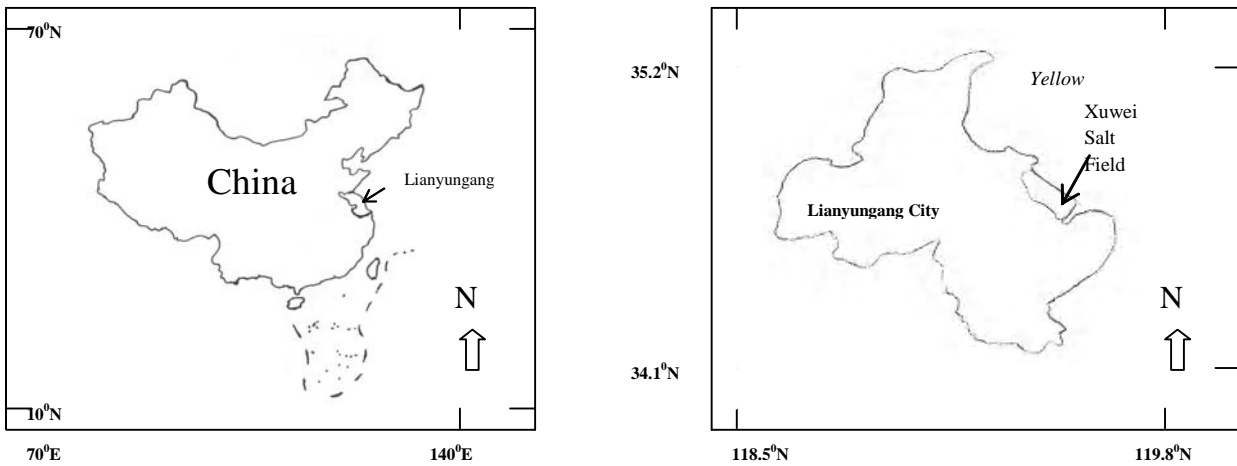 70⁰N
China
Lianyungang
N
10⁰N
70⁰E
140⁰E
35.2⁰N
Yellow
Xuwei
Salt
Field
Lianyungang City
N
34.1⁰N
118.5⁰N
119.8⁰N